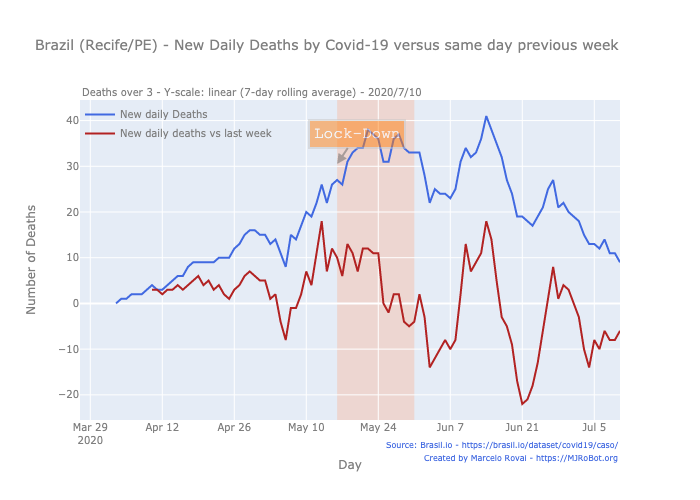 Brazil (Recife/PE) - New Daily Deaths by Covid-19 versus same day previous week
Deaths over 3 - Y-scale: linear (7-day rolling average) - 2020/7/10
New daily Deaths
New daily deaths vs last week
Lock-Down
40
30
20
10
0
−10
−20
Number of Deaths
Mar 29 Apr 12 Apr 26 May 10 May 24 Jun 7 Jun 21 Jul 5
2020
Day
Source: Brasil.io - https://brasil.io/dataset/covid19/caso/
Created by Marcelo Rovai - https://MJRoBot.org